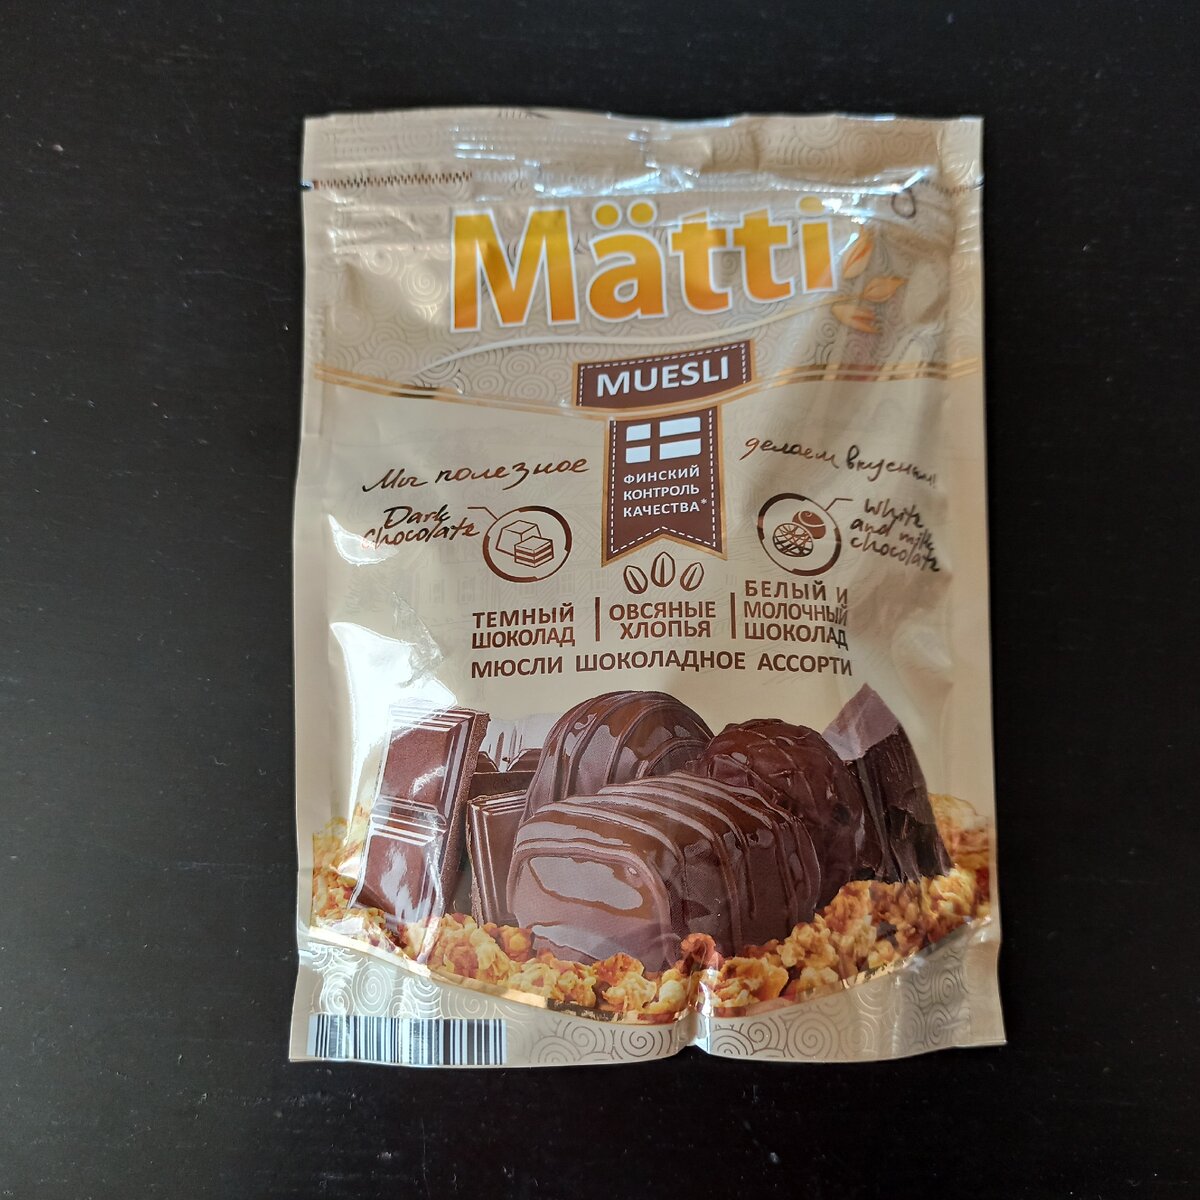 Mätti
MUESLI
ФИНСКИЙ
КОНТРОЛЬ
КАЧЕСТВА*
Мы полезное
делаем вкусным!
Dark
chocolate
White
and milk
chocolate
ТЕМНЫЙ
ШОКОЛАД
ОВСЯНЫЕ
ХЛОПЬЯ
БЕЛЫЙ И
МОЛОЧНЫЙ
ШОКОЛАД
МЮСЛИ ШОКОЛАДНОЕ АССОРТИ